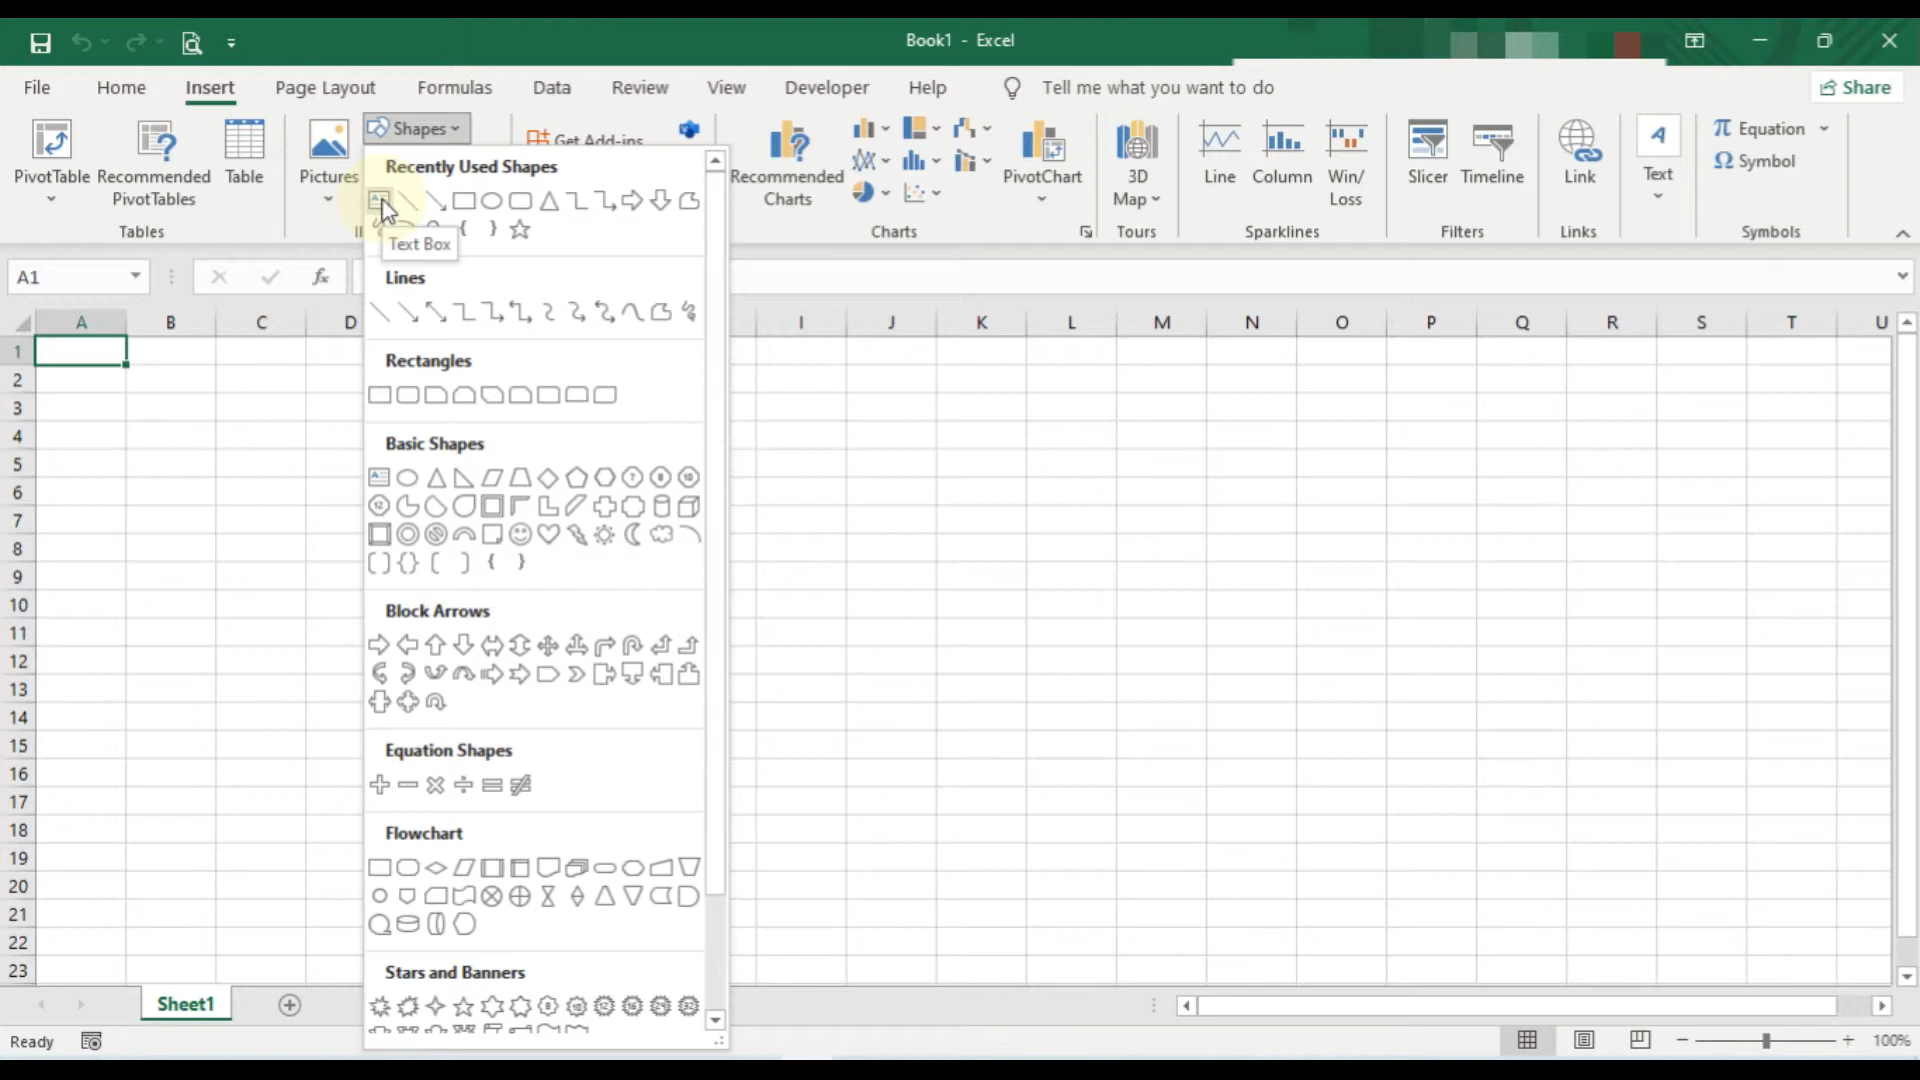 Book1 - Excel
File Home Insert Page Layout Formulas Data Review View Developer Help Tell me what you want to do Share
PivotTable
Recommended
PivotTables
Table
Tables
Pictures
Shapes
Get Add-ins
Recommended
Charts
PivotChart
Charts
3D
Map
Tours
Line
Column
Win/
Loss
Sparklines
Slicer
Timeline
Filters
Link
Links
Text
Equation
Symbol
Symbols
Recently Used Shapes
Text Box
Lines
Rectangles
Basic Shapes
Block Arrows
Equation Shapes
Flowchart
Stars and Banners
A1
fx
A B C D I J K L M N O P Q R S T U
1
2
3
4
5
6
7
8
9
10
11
12
13
14
15
16
17
18
19
20
21
22
23
Sheet1
Ready
100%